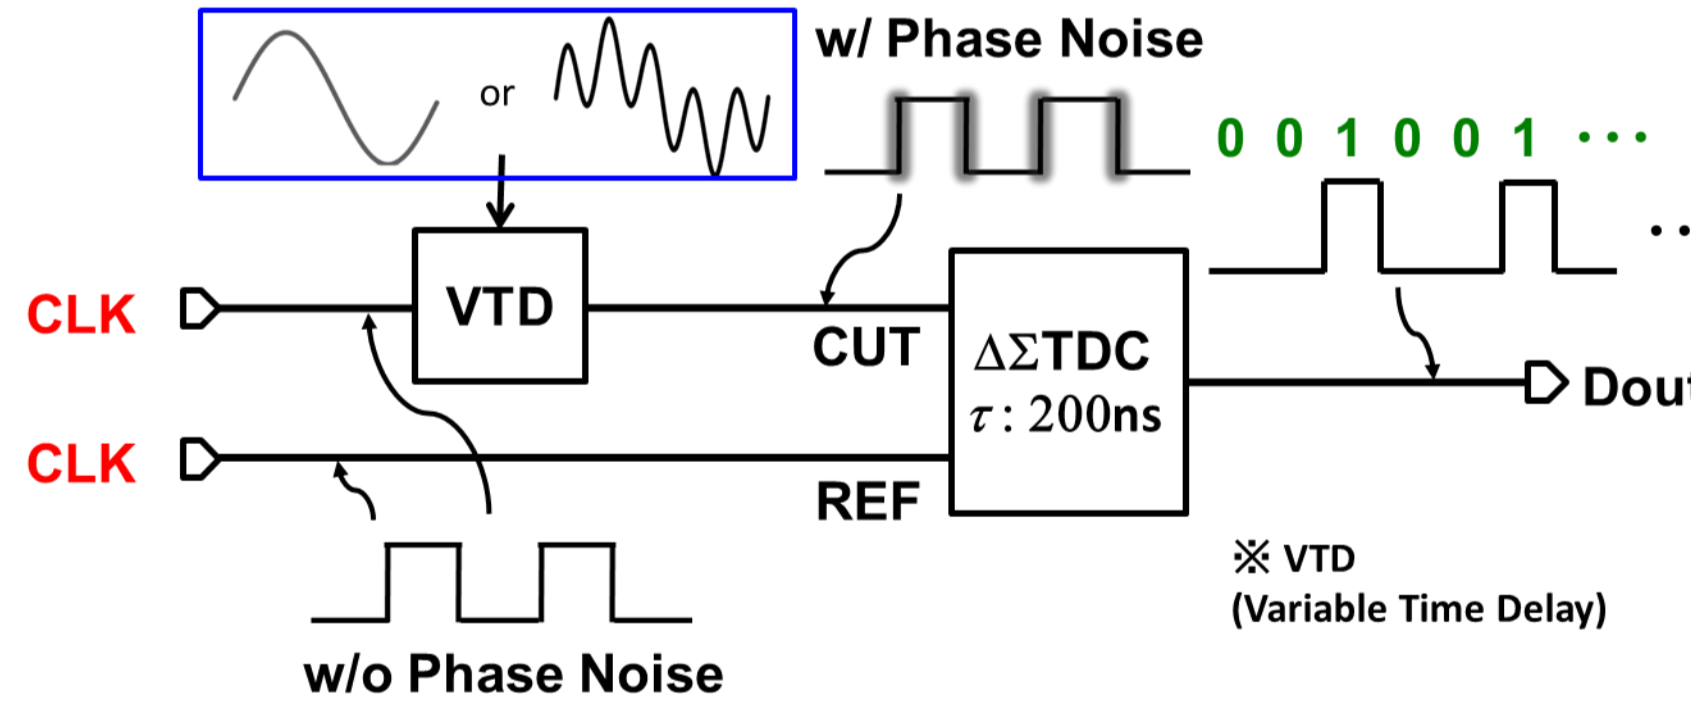 or
w/ Phase Noise
0 0 1 0 0 1 ･･･
CLK
VTD
CUT
ΔΣTDC
τ : 200ns
Dout
CLK
REF
※ VTD
(Variable Time Delay)
w/o Phase Noise